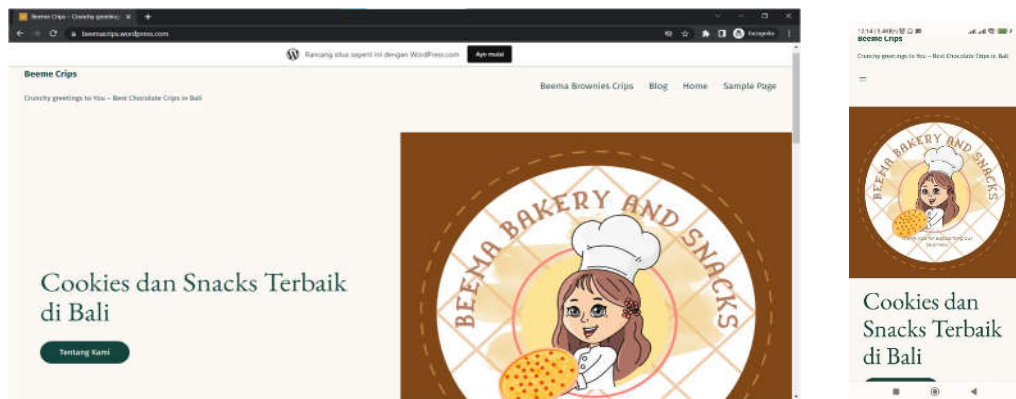 Beeme Crips - Crunchy greeting
beemacrips.wordpress.com
Incognito
Rancang situs seperti ini dengan WordPress.com
Ayo mulai
Beeme Crips
Crunchy greetings to You – Best Chocolate Crips in Bali
Beema Brownies Crips Blog Home Sample Page
BEEMA BAKERY AND SNACKS
Cookies dan Snacks Terbaik
di Bali
Tentang Kami
Beeme Crips
Crunchy greetings to You – Best Chocolate Crips in Bali
BEEMA BAKERY AND SNACKS
business
Cookies dan
Snacks Terbaik
di Bali